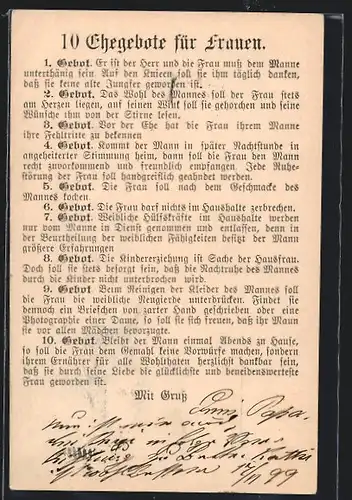 10 Ehegebote für Frauen.
1. Gebot. Er ist der Herr und die Frau muß dem Manne
unterthänig sein. Auf den Knieen soll sie ihm täglich danken,
daß sie keine alte Jungfer geworden ist.
2. Gebot. Das Wohl des Mannes soll der Frau stets
am Herzen liegen, auf seinen Wink soll sie gehorchen und seine
Wünsche ihm von der Stirne lesen.
3. Gebot. Vor der Ehe hat die Frau ihrem Manne
ihre Fehltritte zu bekennen
4. Gebot. Kommt der Mann in später Nachtstunde in
angeheiterter Stimmung heim, dann soll die Frau den Mann
recht zuvorkommend und freundlich empfangen. Jede Ruhe-
störung der Frau soll handgreiflich geahndet werden.
5. Gebot. Die Frau soll nach dem Geschmacke des
Mannes kochen
6. Gebot. Die Frau darf nichts im Haushalte zerbrechen.
7. Gebot. Weibliche Hülfskräfte im Haushalte werden
nur vom Manne in Dienst genommen und entlassen, denn in
der Beurtheilung der weiblichen Fähigkeiten besitzt der Mann
größere Erfahrungen
8. Gebot. Die Kindererziehung ist Sache der Hausfrau.
Doch soll sie stets besorgt sein, daß die Nachtruhe des Mannes
durch die Kinder nicht unterbrochen wird.
9. Gebot. Beim Reinigen der Kleider des Mannes soll
die Frau die weibliche Neugierde unterdrücken. Findet sie
dennoch ein Briefchen von zarter Hand geschrieben oder eine
Photographie einer Dame, so soll sie sich freuen, daß ihr Mann
sie vor allen Mädchen bevorzugte.
10. Gebot. Bleibt der Mann einmal Abends zu Hause,
so soll die Frau dem Gemahl keine Vorwürfe machen, sondern
ihrem Ernährer für alle Wohlthaten herzlichst dankbar sein,
daß sie durch seine Liebe die glücklichste und beneidenswerteste
Frau geworden ist.
Mit Gruß
99